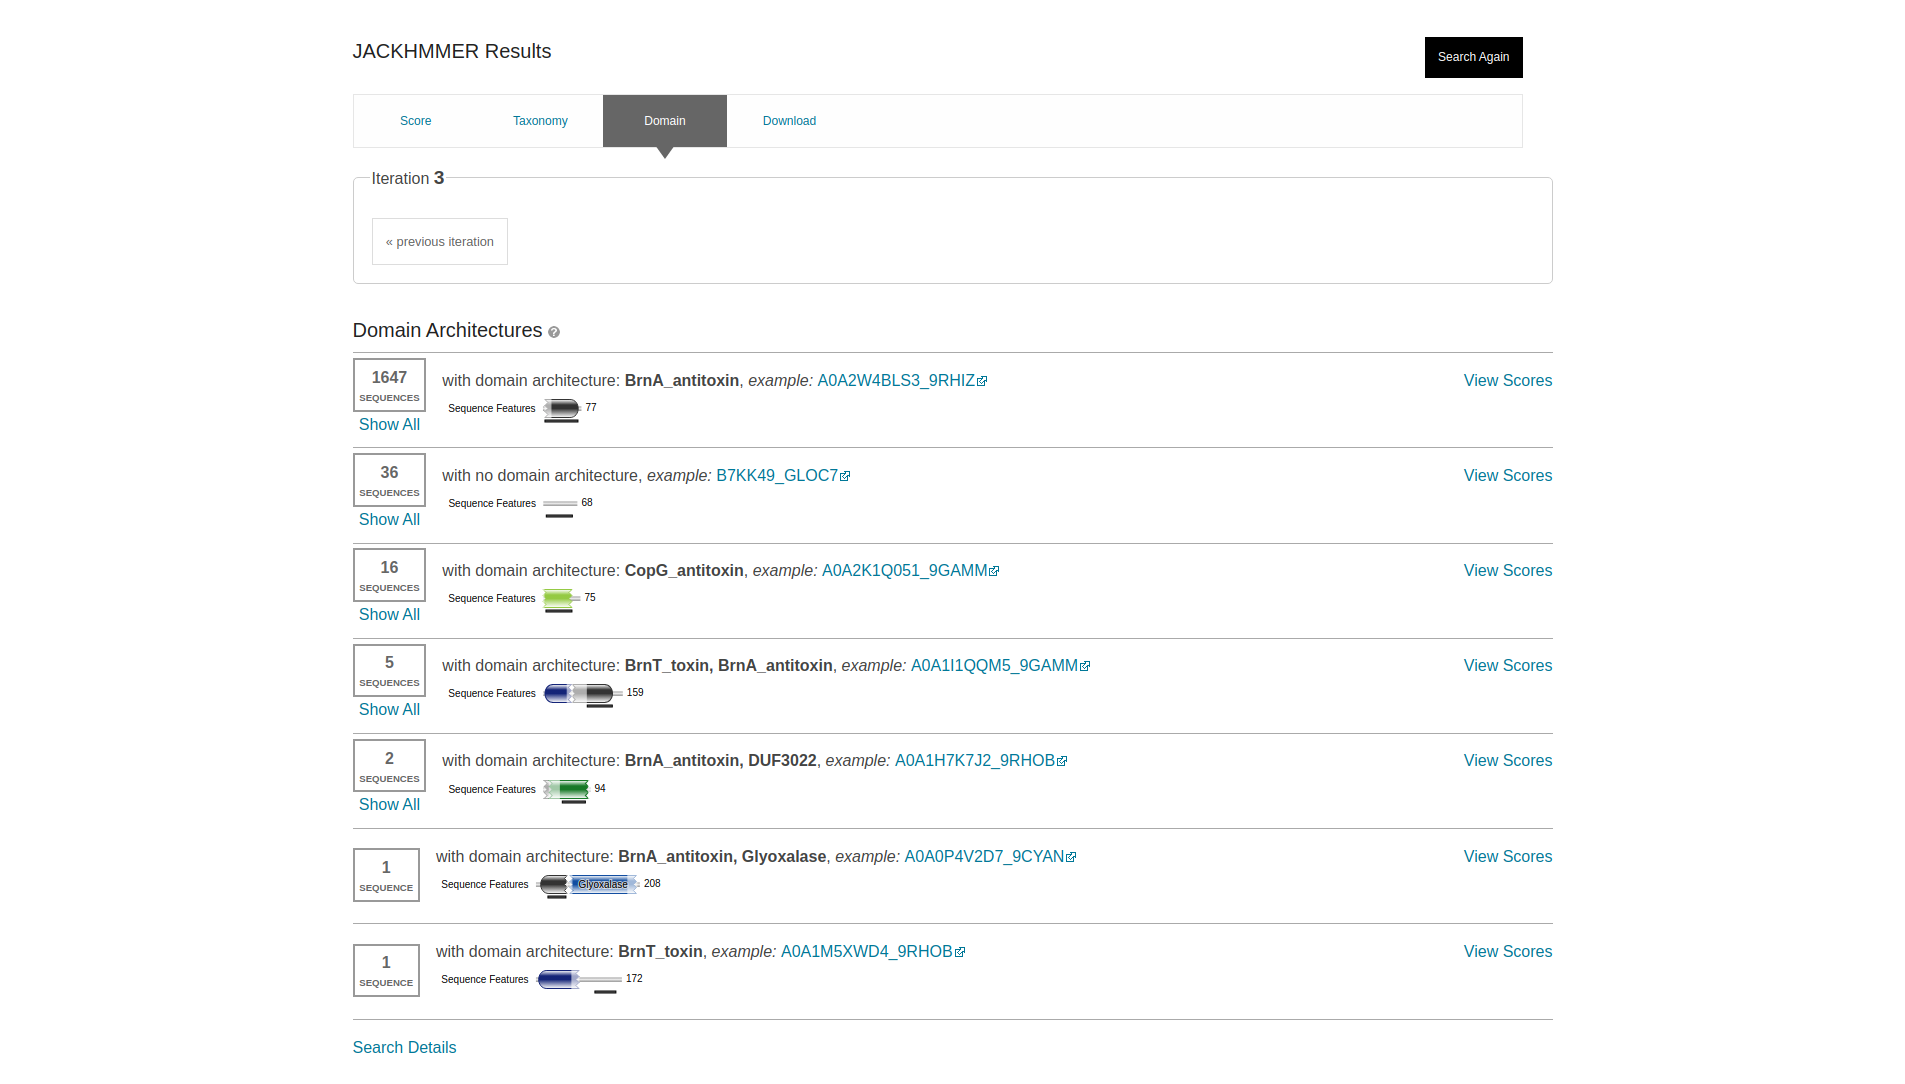 JACKHMMER Results
Search Again
Score Taxonomy Domain Download
Iteration 3
« previous iteration
Domain Architectures ?
1647 SEQUENCES
with domain architecture: BrnA_antitoxin, example: A0A2W4BLS3_9RHIZ
View Scores
Sequence Features 77
Show All
36 SEQUENCES
with no domain architecture, example: B7KK49_GLOC7
View Scores
Sequence Features 68
Show All
16 SEQUENCES
with domain architecture: CopG_antitoxin, example: A0A2K1Q051_9GAMM
View Scores
Sequence Features 75
Show All
5 SEQUENCES
with domain architecture: BrnT_toxin, BrnA_antitoxin, example: A0A1I1QQM5_9GAMM
View Scores
Sequence Features 159
Show All
2 SEQUENCES
with domain architecture: BrnA_antitoxin, DUF3022, example: A0A1H7K7J2_9RHOB
View Scores
Sequence Features 94
Show All
1 SEQUENCE
with domain architecture: BrnA_antitoxin, Glyoxalase, example: A0A0P4V2D7_9CYAN
View Scores
Sequence Features Glyoxalase 208
1 SEQUENCE
with domain architecture: BrnT_toxin, example: A0A1M5XWD4_9RHOB
View Scores
Sequence Features 172
Search Details